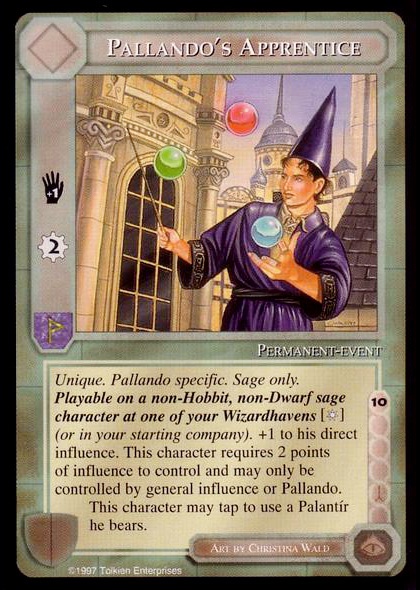 PALLANDO'S APPRENTICE
+1
2
PERMANENT-EVENT
Unique. Pallando specific. Sage only.
Playable on a non-Hobbit, non-Dwarf sage
character at one of your Wizardhavens [☼]
(or in your starting company). +1 to his direct
influence. This character requires 2 points
of influence to control and may only be
controlled by general influence or Pallando.
This character may tap to use a Palantír
he bears.
10
ART BY CHRISTINA WALD
©1997 Tolkien Enterprises